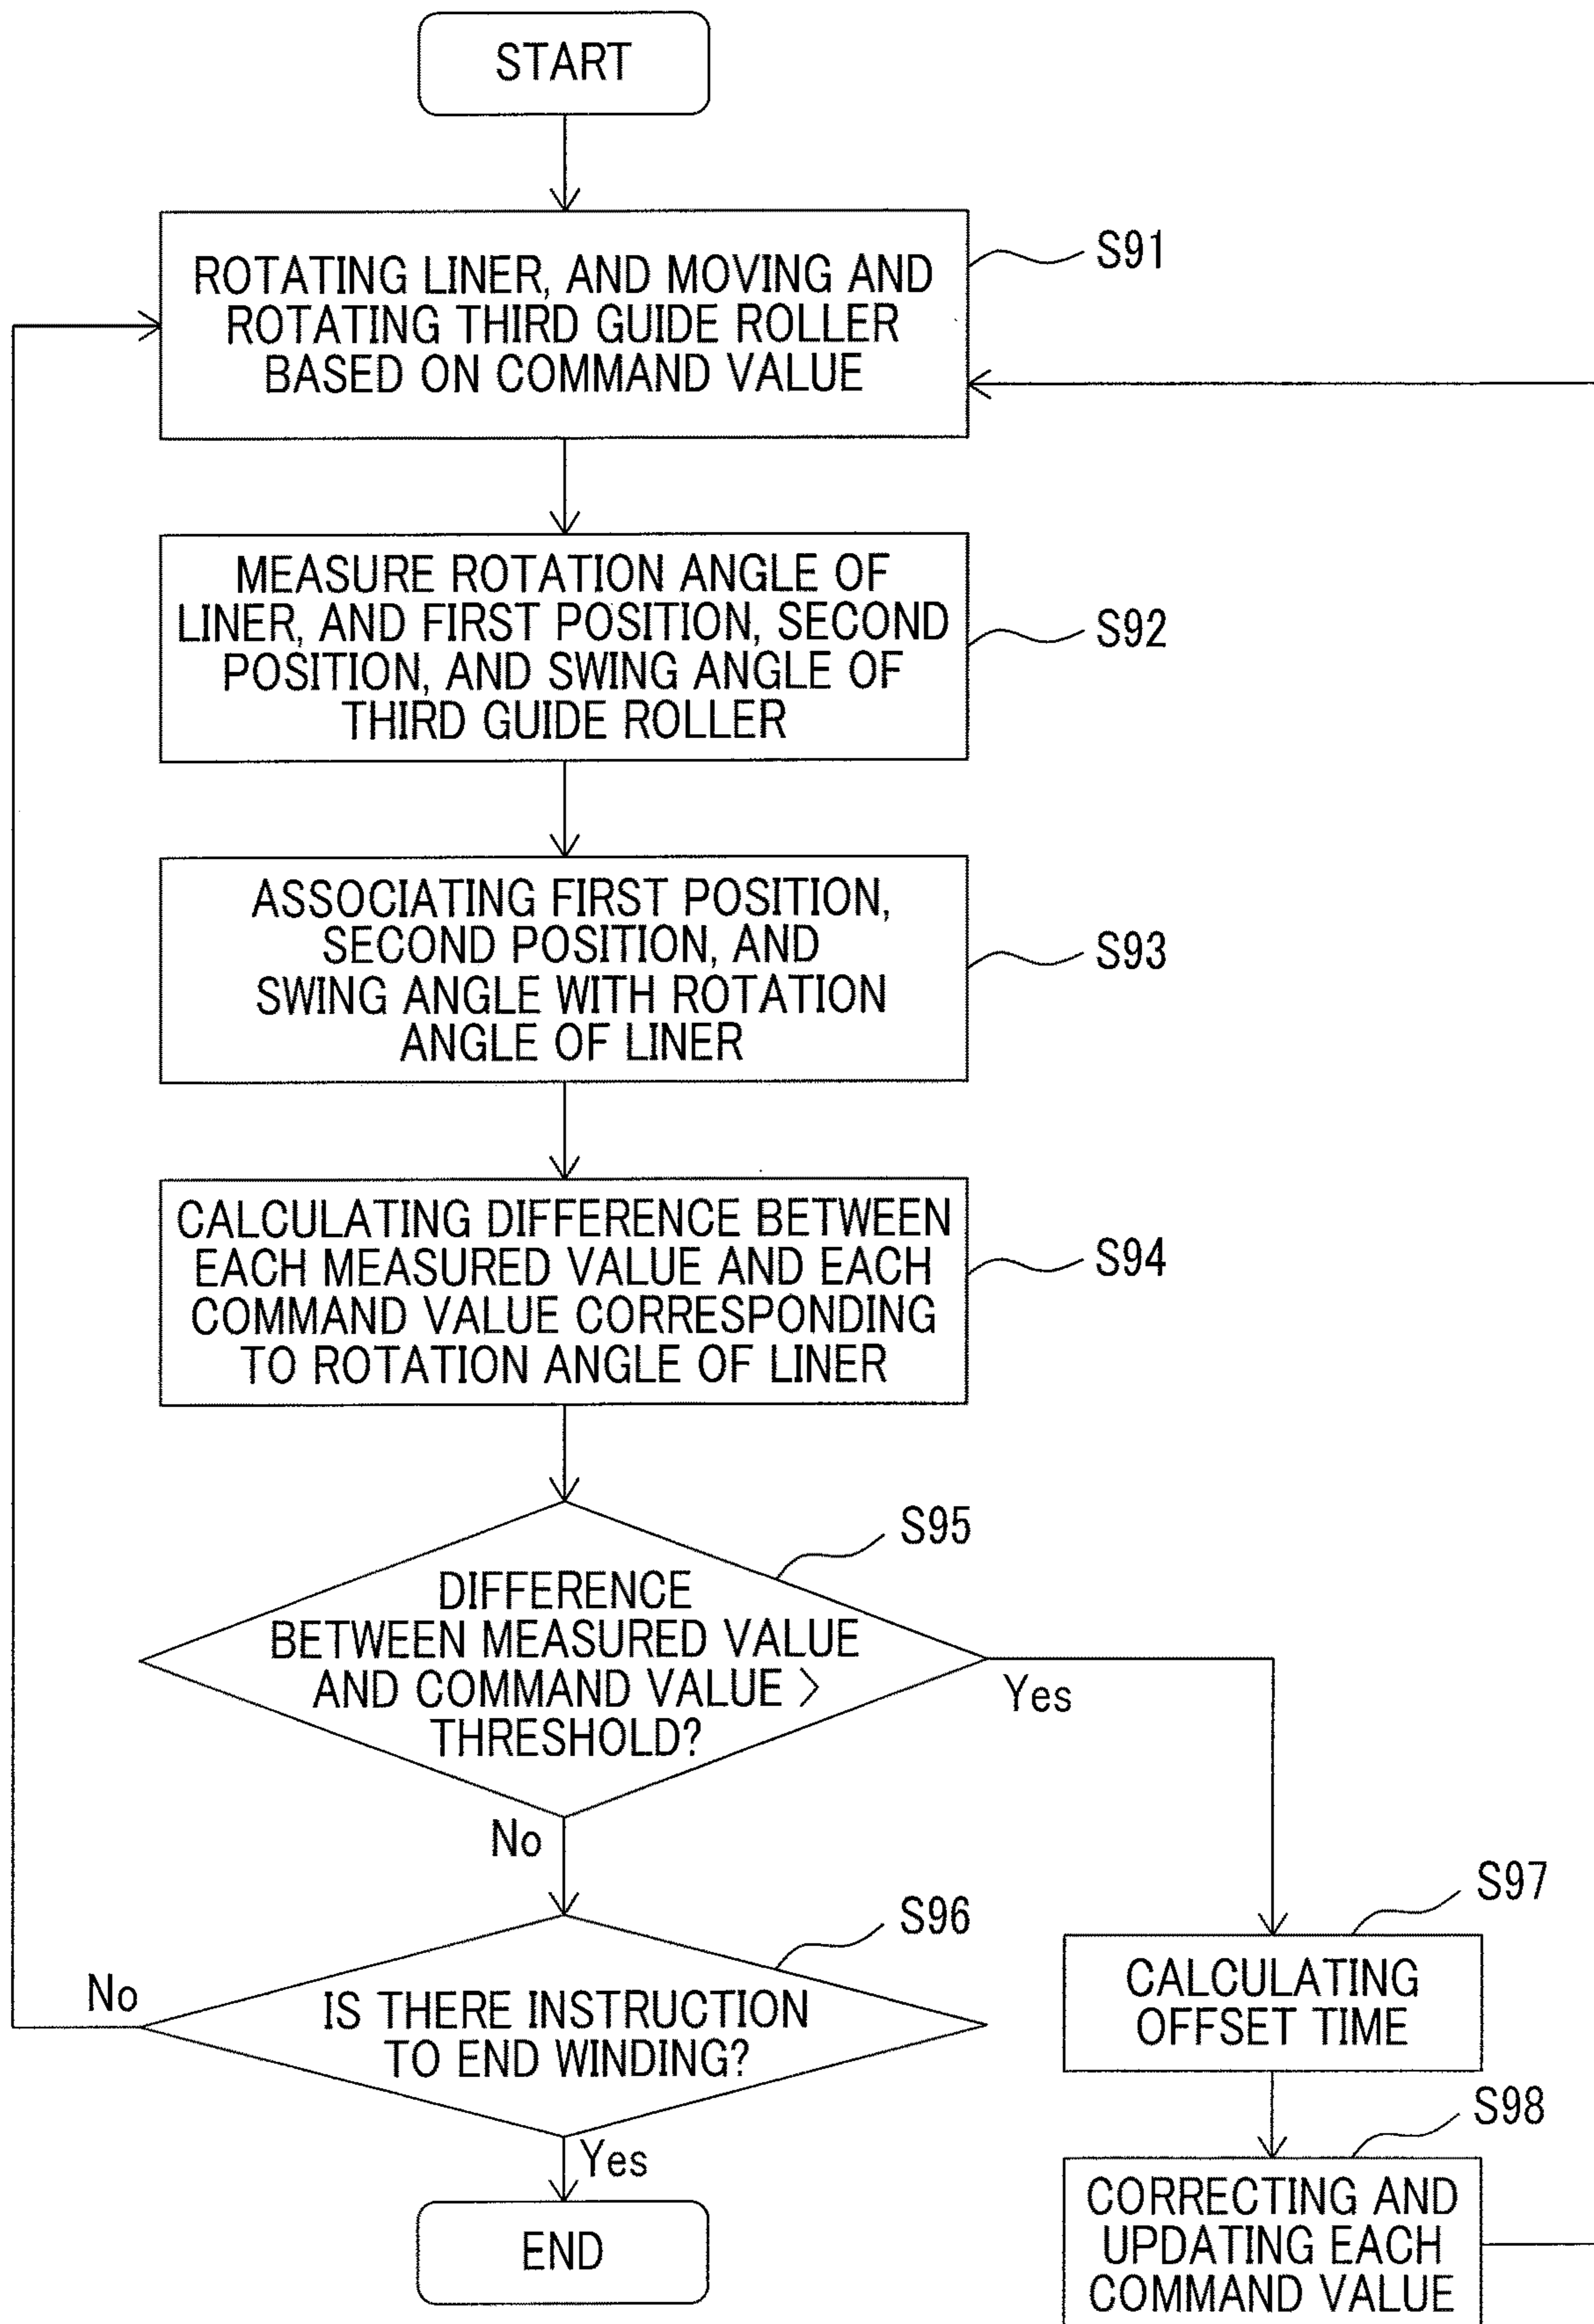 START
ROTATING LINER, AND MOVING AND
ROTATING THIRD GUIDE ROLLER
BASED ON COMMAND VALUE
S91
MEASURE ROTATION ANGLE OF
LINER, AND FIRST POSITION, SECOND
POSITION, AND SWING ANGLE OF
THIRD GUIDE ROLLER
S92
ASSOCIATING FIRST POSITION,
SECOND POSITION, AND
SWING ANGLE WITH ROTATION
ANGLE OF LINER
S93
CALCULATING DIFFERENCE BETWEEN
EACH MEASURED VALUE AND EACH
COMMAND VALUE CORRESPONDING
TO ROTATION ANGLE OF LINER
S94
S95
DIFFERENCE
BETWEEN MEASURED VALUE
AND COMMAND VALUE >
THRESHOLD?
Yes
No
S96
IS THERE INSTRUCTION
TO END WINDING?
No
Yes
END
S97
CALCULATING
OFFSET TIME
S98
CORRECTING AND
UPDATING EACH
COMMAND VALUE